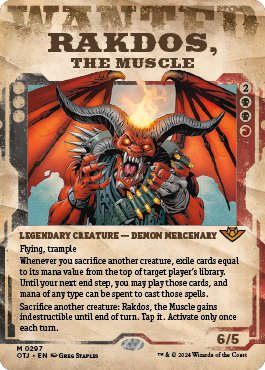 WANTED
RAKDOS,
THE MUSCLE
2
LEGENDARY CREATURE — DEMON MERCENARY
Flying, trample
Whenever you sacrifice another creature, exile cards equal
to its mana value from the top of target player's library.
Until your next end step, you may play those cards, and
mana of any type can be spent to cast those spells.
Sacrifice another creature: Rakdos, the Muscle gains
indestructible until end of turn. Tap it. Activate only once
each turn.
6/5
M 0297
OTJ • EN GREG STAPLES
™ & © 2024 Wizards of the Coast